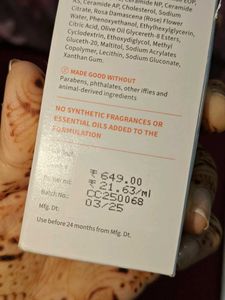 RS, Ceramide NP, Ceramide
Ceramide AP, Cholesterol, Sodium
Citrate, Rosa Damascena (Rose) Flower
Water, Phenoxyethanol, Ethylhexylglycerin,
Citric Acid, Olive Oil Glycereth-8 Esters,
Cyclodextrin, Ethoxydiglycol, Methyl
Gluceth-20, Maltitol, Sodium Acrylates
Copolymer, Lecithin, Sodium Gluconate,
Xanthan Gum.
MADE GOOD WITHOUT
Parabens, phthalates, other iffies and
animal-derived ingredients
NO SYNTHETIC FRAGRANCES OR
ESSENTIAL OILS ADDED TO THE
FORMULATION
₹ 649.00
₹ 21.63/ml
Batch No.: CC250068
Mfg. Dt.: 03/25
Use before 24 months from Mfg. Dt.